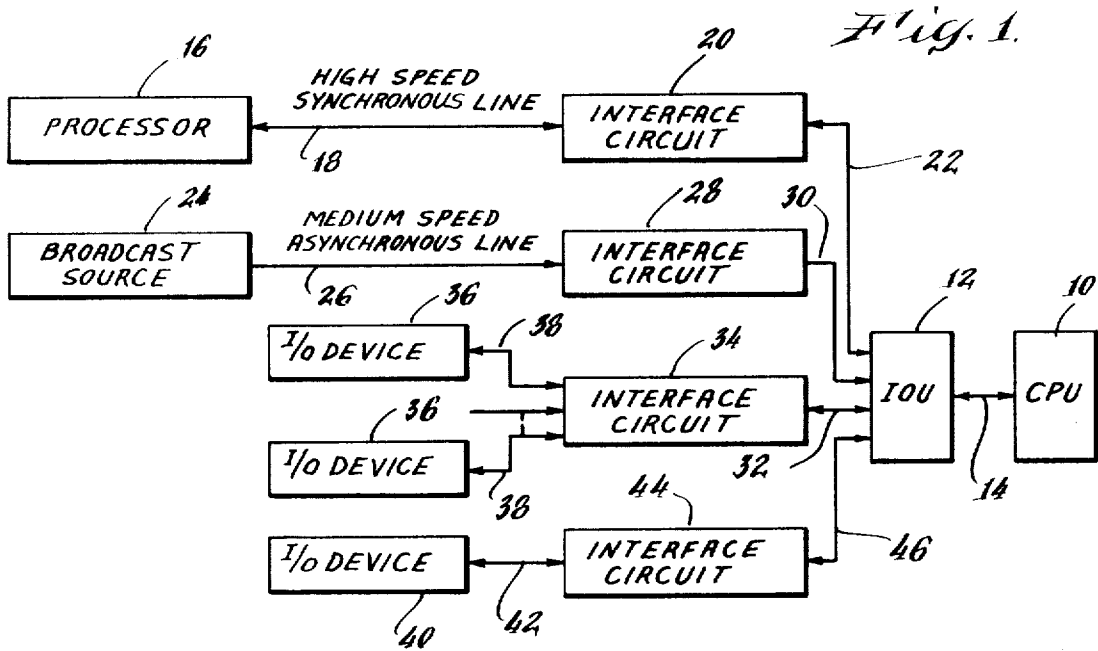 Fig. 1.
16
20
HIGH SPEED
SYNCHRONOUS LINE
PROCESSOR
INTERFACE
CIRCUIT
18
22
24
28
30
MEDIUM SPEED
ASYNCHRONOUS LINE
BROADCAST
SOURCE
INTERFACE
CIRCUIT
26
12
10
36
38
34
I/O DEVICE
INTERFACE
CIRCUIT
IOU
CPU
36
32
14
I/O DEVICE
38
44
46
I/O DEVICE
INTERFACE
CIRCUIT
40
42